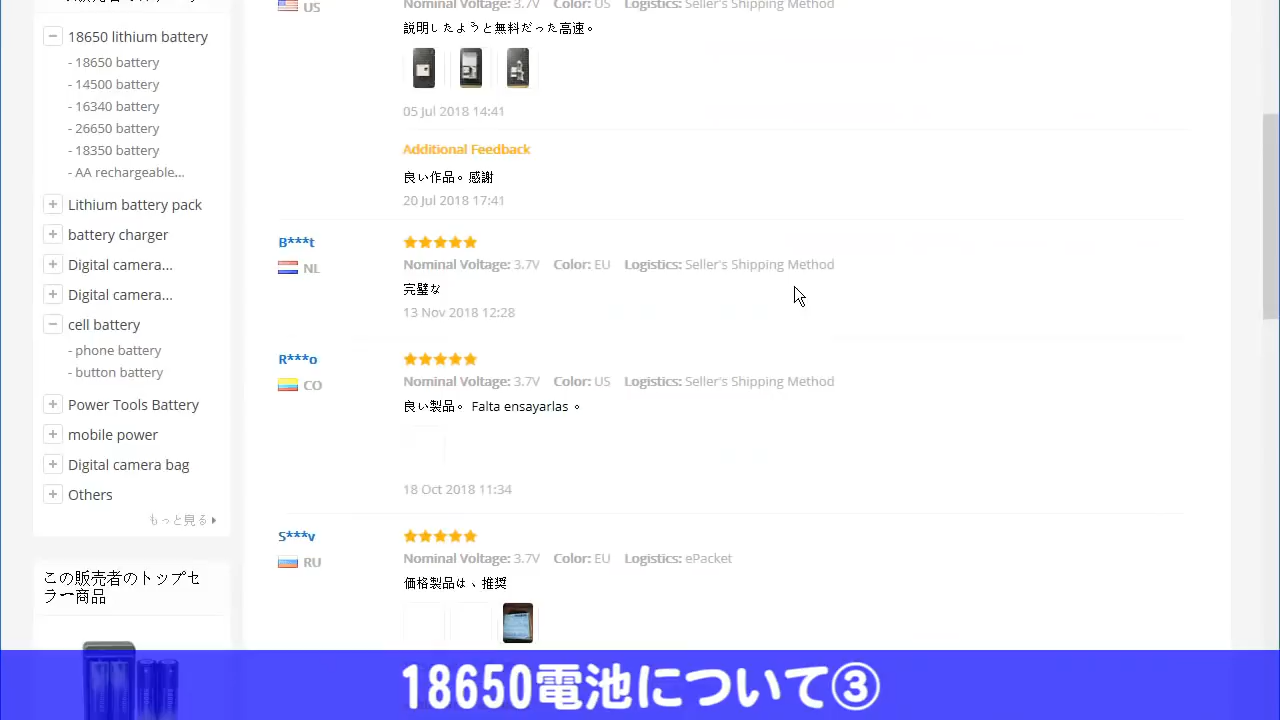 18650 lithium battery
- 18650 battery
- 14500 battery
- 16340 battery
- 26650 battery
- 18350 battery
- AA rechargeable...
Lithium battery pack
battery charger
Digital camera...
Digital camera...
cell battery
- phone battery
- button battery
Power Tools Battery
mobile power
Digital camera bag
Others
もっと見る
この販売者のトップセ
ラー商品
US
Nominal Voltage: 3.7V Color: US Logistics: Seller's Shipping Method
説明したようと無料だった高速。
05 Jul 2018 14:41
Additional Feedback
良い作品。感謝
20 Jul 2018 17:41
B***t
NL
Nominal Voltage: 3.7V Color: EU Logistics: Seller's Shipping Method
完璧な
13 Nov 2018 12:28
R***o
CO
Nominal Voltage: 3.7V Color: US Logistics: Seller's Shipping Method
良い製品。 Falta ensayarlas 。
18 Oct 2018 11:34
S***v
RU
Nominal Voltage: 3.7V Color: EU Logistics: ePacket
価格製品は、推奨
18650電池について③